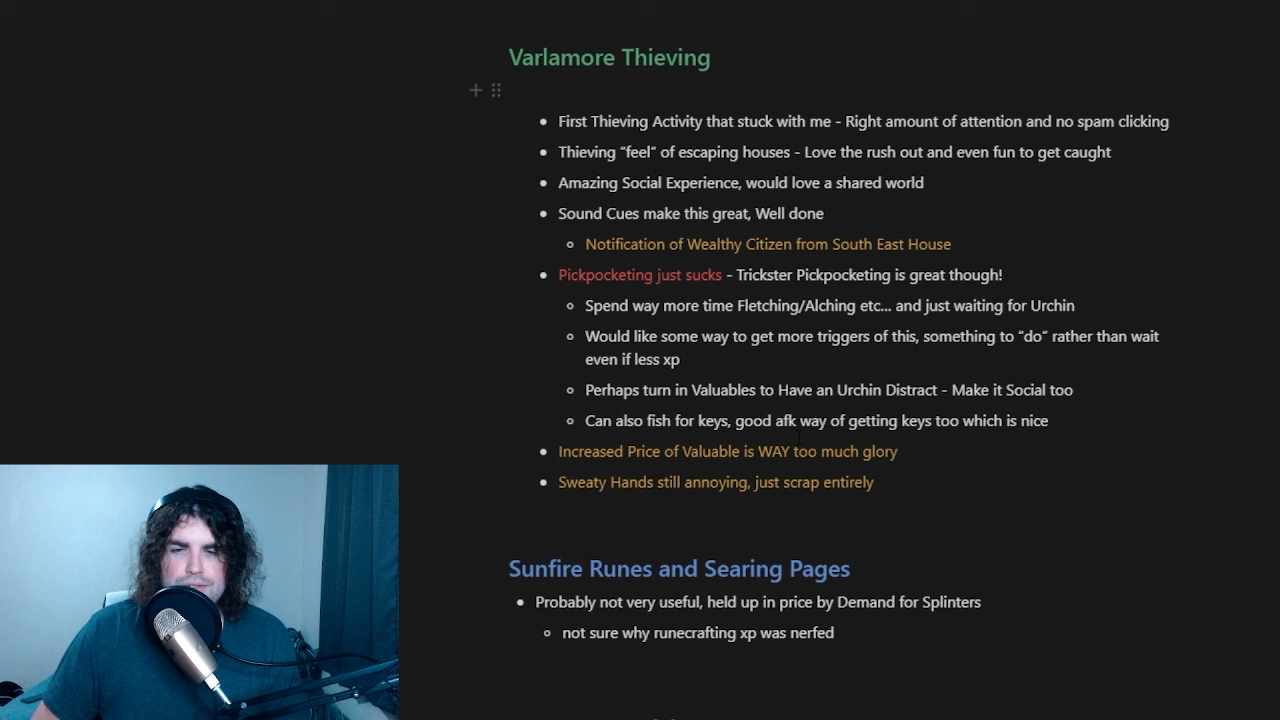 Varlamore Thieving
First Thieving Activity that stuck with me - Right amount of attention and no spam clicking
Thieving “feel” of escaping houses - Love the rush out and even fun to get caught
Amazing Social Experience, would love a shared world
Sound Cues make this great, Well done
Notification of Wealthy Citizen from South East House
Pickpocketing just sucks - Trickster Pickpocketing is great though!
Spend way more time Fletching/Alching etc... and just waiting for Urchin
Would like some way to get more triggers of this, something to “do” rather than wait
even if less xp
Perhaps turn in Valuables to Have an Urchin Distract - Make it Social too
Can also fish for keys, good afk way of getting keys too which is nice
Increased Price of Valuable is WAY too much glory
Sweaty Hands still annoying, just scrap entirely
Sunfire Runes and Searing Pages
Probably not very useful, held up in price by Demand for Splinters
not sure why runecrafting xp was nerfed